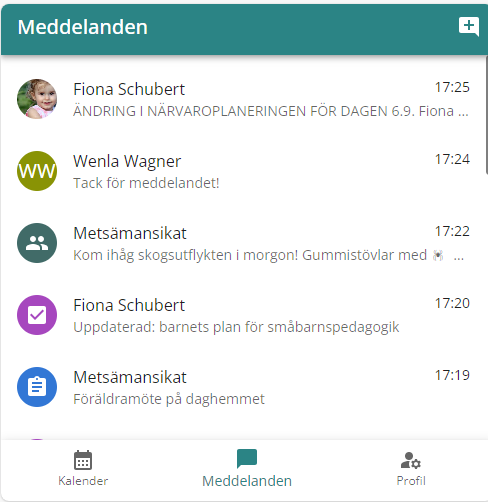 Meddelanden
Fiona Schubert 17:25
ÄNDRING I NÄRVAROPLANERINGEN FÖR DAGEN 6.9. Fiona ...
WW Wenla Wagner 17:24
Tack för meddelandet!
Metsämansikat 17:22
Kom ihåg skogsutflykten i morgon! Gummistövlar med ...
Fiona Schubert 17:20
Uppdaterad: barnets plan för småbarnspedagogik
Metsämansikat 17:19
Föräldramöte på daghemmet
Kalender Meddelanden Profil